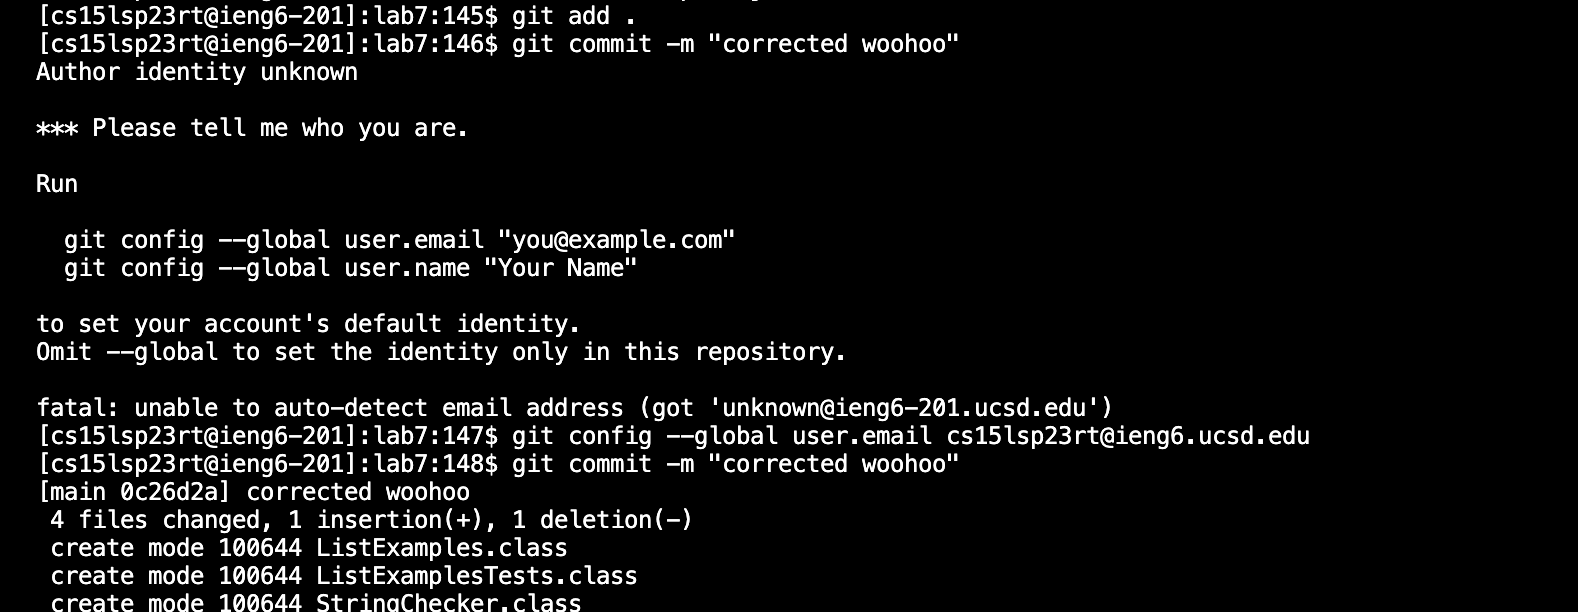 [cs15lsp23rt@ieng6-201]:lab7:145$ git add .
[cs15lsp23rt@ieng6-201]:lab7:146$ git commit -m "corrected woohoo"
Author identity unknown
*** Please tell me who you are.
Run
git config --global user.email "you@example.com"
git config --global user.name "Your Name"
to set your account's default identity.
Omit --global to set the identity only in this repository.
fatal: unable to auto-detect email address (got 'unknown@ieng6-201.ucsd.edu')
[cs15lsp23rt@ieng6-201]:lab7:147$ git config --global user.email cs15lsp23rt@ieng6.ucsd.edu
[cs15lsp23rt@ieng6-201]:lab7:148$ git commit -m "corrected woohoo"
[main 0c26d2a] corrected woohoo
4 files changed, 1 insertion(+), 1 deletion(-)
create mode 100644 ListExamples.class
create mode 100644 ListExamplesTests.class
create mode 100644 StringChecker.class